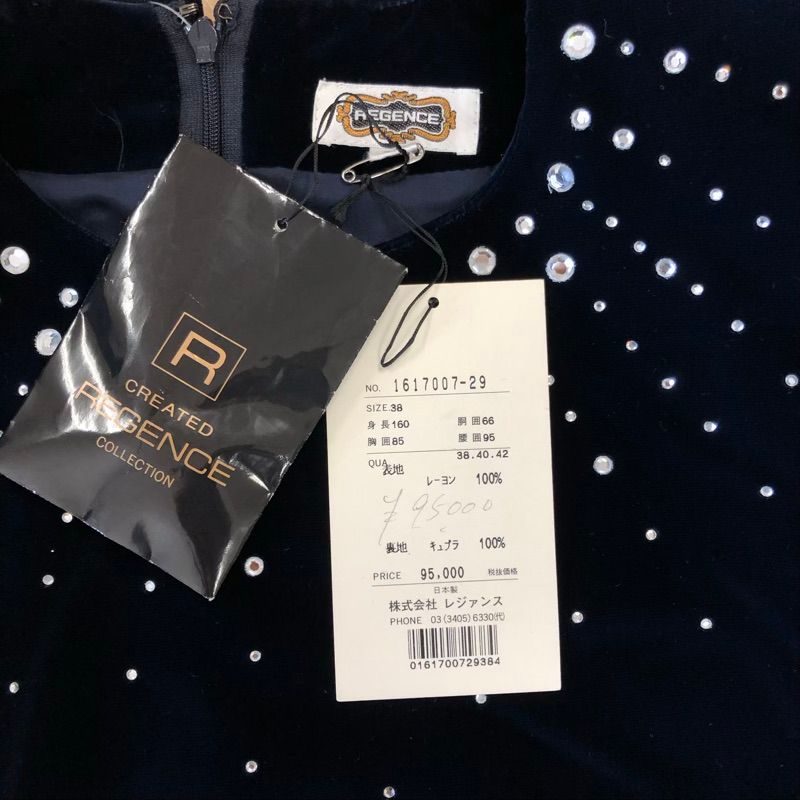 REGENCE
R
CREATED
REGENCE
COLLECTION
NO. 1617007-29
SIZE.38
身長160 胴囲66
胸囲85 腰囲95
QUA. 38.40.42
表地
レーヨン 100%
¥95000
裏地 キュプラ 100%
PRICE 95,000 税抜価格
日本製
株式会社 レジァンス
PHONE 03(3405)6330(代)
0161700729384